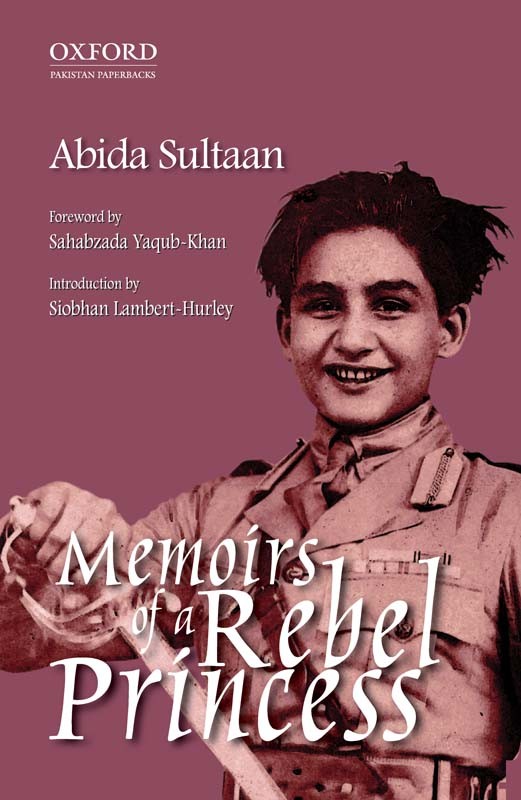 OXFORD
PAKISTAN PAPERBACKS
Abida Sultaan
Foreword by
Sahabzada Yaqub-Khan
Introduction by
Siobhan Lambert-Hurley
Memoirs
of a Rebel
Princess